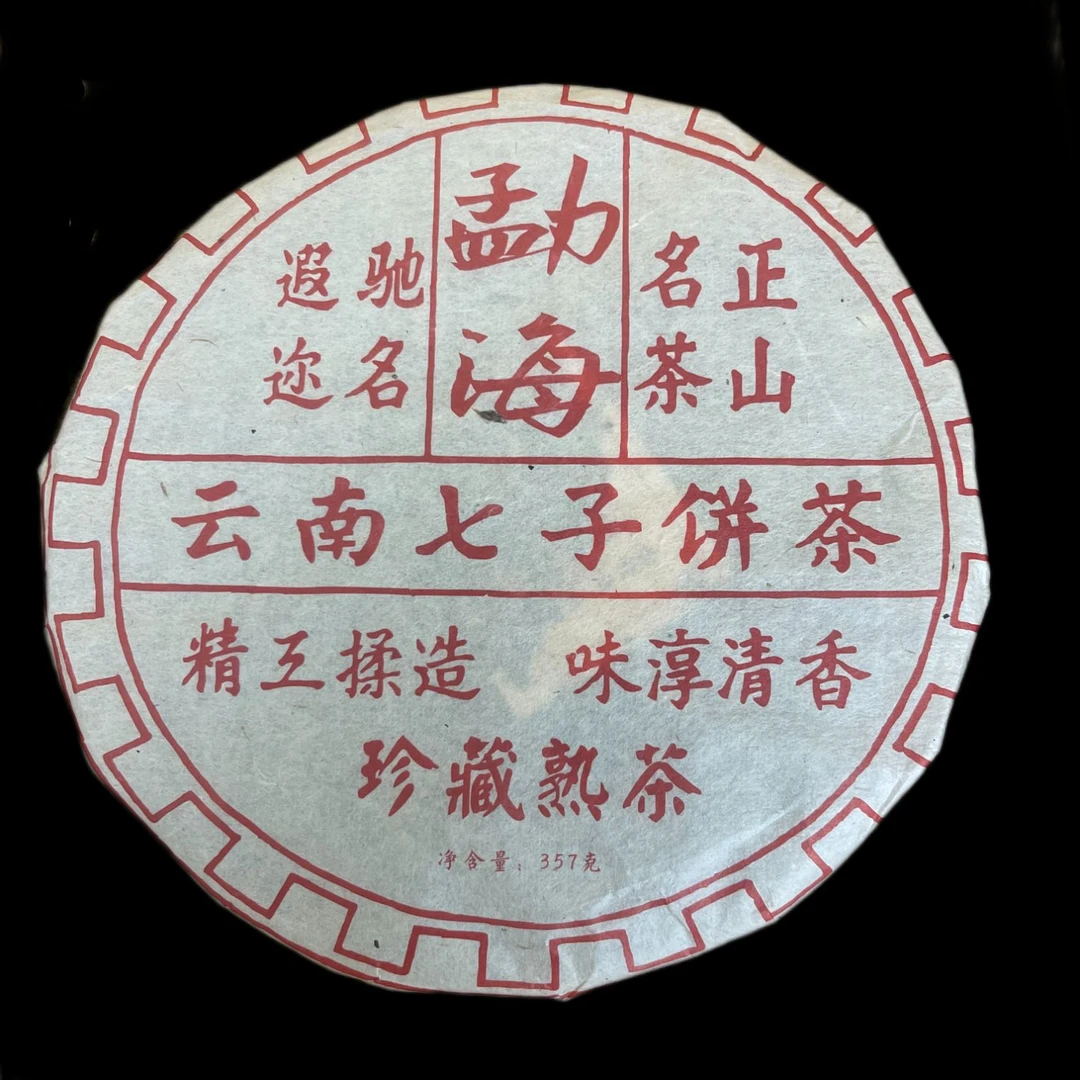 正山
名茶
勐海
驰名
遐迩
云南七子饼茶
精工揉造 味淳清香
珍藏熟茶
净含量：357克